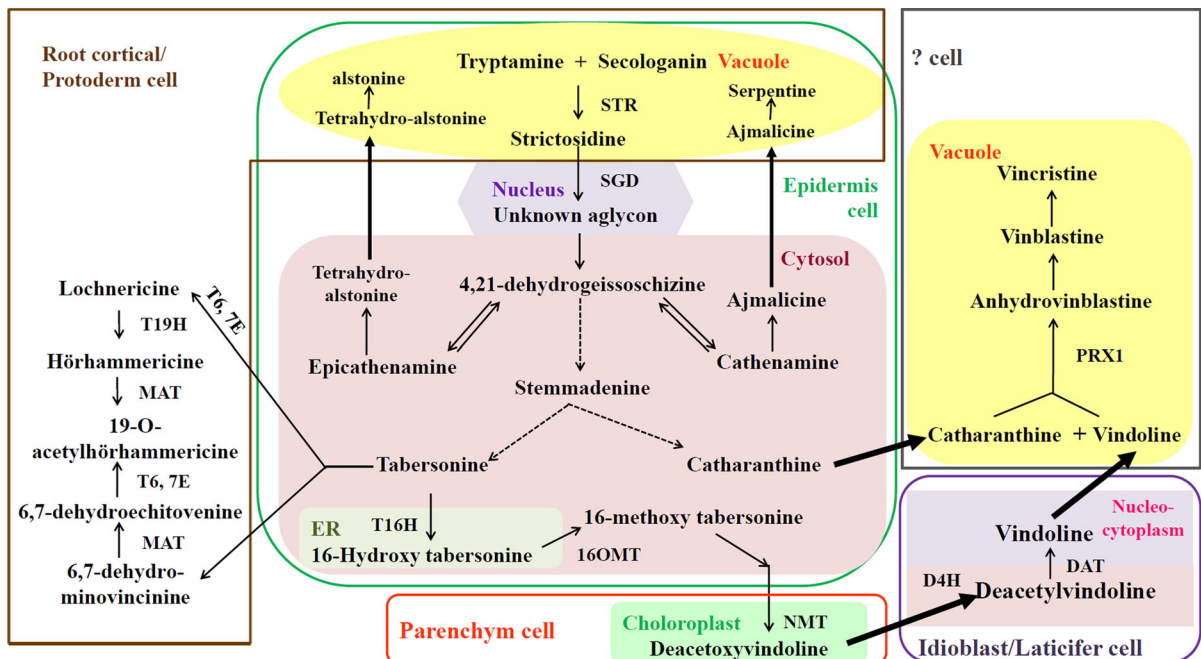 Root cortical/
Protoderm cell
Tryptamine + Secologanin Vacuole
alstonine
STR
Serpentine
Tetrahydro-alstonine
Strictosidine
Ajmalicine
Nucleus
SGD
Unknown aglycon
Epidermis
cell
Cytosol
Tetrahydro-
alstonine
4,21-dehydrogeissoschizine
Ajmalicine
Epicathenamine
Cathenamine
Stemmadenine
Tabersonine
Catharanthine
ER
T16H
16-Hydroxy tabersonine
16-methoxy tabersonine
16OMT
Lochnericine
T6, 7E
T19H
Hörhammericine
MAT
19-O-
acetylhörhammericine
T6, 7E
6,7-dehydroechitovenine
MAT
6,7-dehydro-
minovincinine
Parenchym cell
Choloroplast
NMT
Deacetoxyvindoline
? cell
Vacuole
Vincristine
Vinblastine
Anhydrovinblastine
PRX1
Catharanthine + Vindoline
Nucleo-
cytoplasm
Vindoline
D4H
DAT
Deacetylvindoline
Idioblast/Laticifer cell